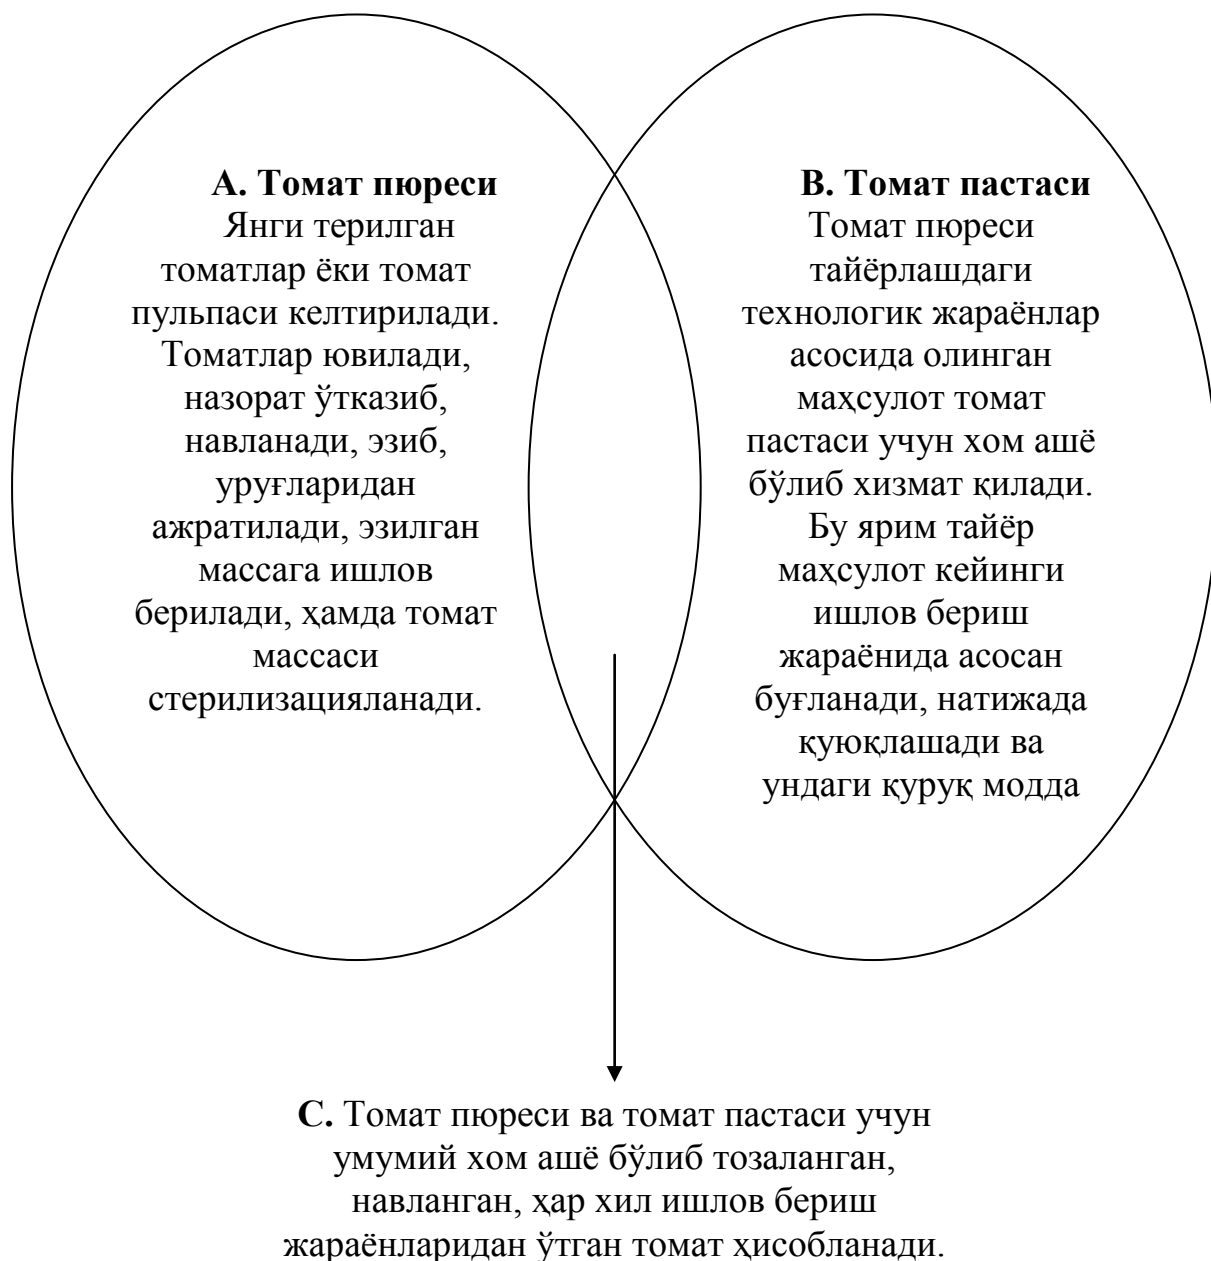 А. Томат пюреси
Янги терилган
томатлар ёки томат
пульпаси келтирилади.
Томатлар ювилади,
назорат ўтказиб,
навланади, эзиб,
уруғларидан
ажратилади, эзилган
массага ишлов
берилади, ҳамда томат
массаси
стерилизацияланади.
В. Томат пастаси
Томат пюреси
тайёрлашдаги
технологик жараёнлар
асосида олинган
маҳсулот томат
пастаси учун хом ашё
бўлиб хизмат қилади.
Бу ярим тайёр
маҳсулот кейинги
ишлов бериш
жараёнида асосан
буғланади, натижада
қуюқлашади ва
ундаги қуруқ модда
С. Томат пюреси ва томат пастаси учун
умумий хом ашё бўлиб тозаланган,
навланган, ҳар хил ишлов бериш
жараёнларидан ўтган томат ҳисобланади.